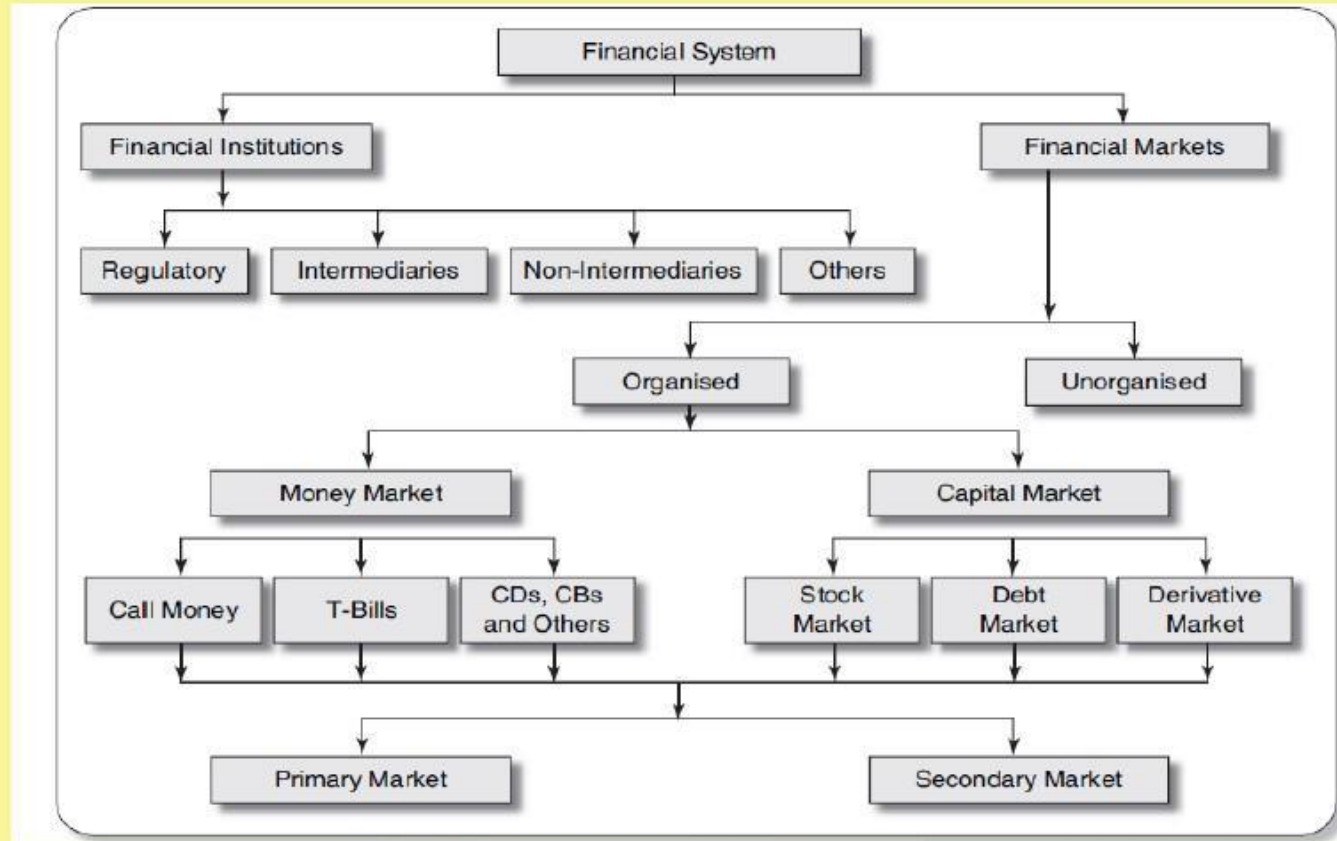 Financial System
Financial Institutions
Financial Markets
Regulatory
Intermediaries
Non-Intermediaries
Others
Organised
Unorganised
Money Market
Capital Market
Call Money
T-Bills
CDs, CBs
and Others
Stock
Market
Debt
Market
Derivative
Market
Primary Market
Secondary Market